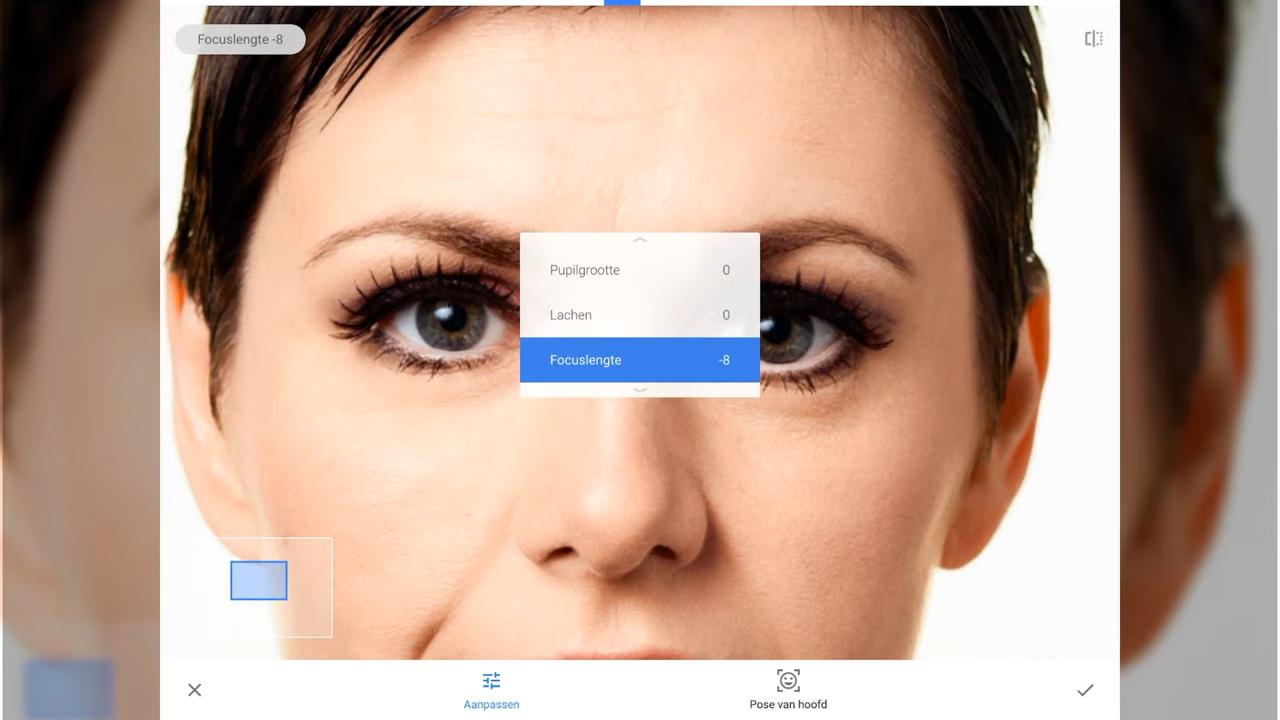 Focuslengte -8
Pupilgrootte 0
Lachen 0
Focuslengte -8
Aanpassen
Pose van hoofd